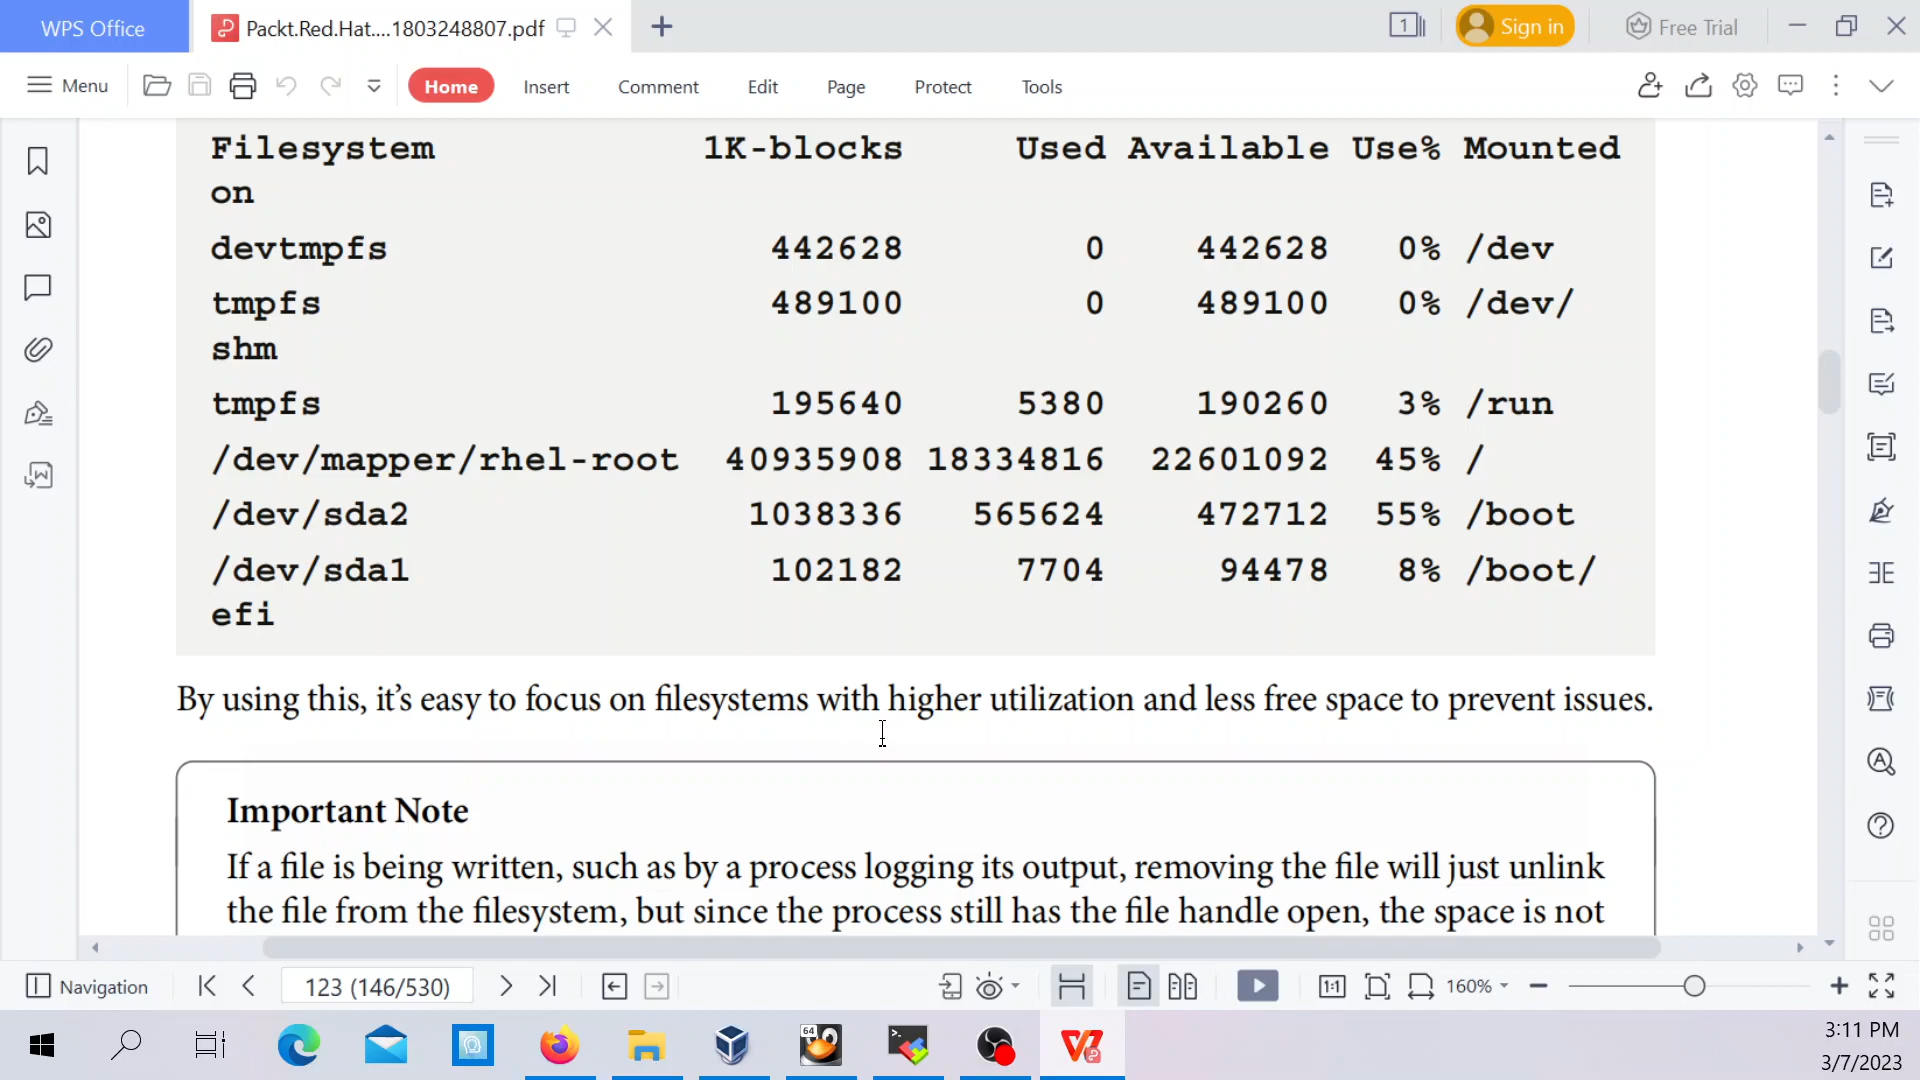 WPS Office
Packt.Red.Hat....1803248807.pdf
1
Sign in
Free Trial
Menu
Home
Insert
Comment
Edit
Page
Protect
Tools
Filesystem 1K-blocks Used Available Use% Mounted
on
devtmpfs 442628 0 442628 0% /dev
tmpfs 489100 0 489100 0% /dev/
shm
tmpfs 195640 5380 190260 3% /run
/dev/mapper/rhel-root 40935908 18334816 22601092 45% /
/dev/sda2 1038336 565624 472712 55% /boot
/dev/sda1 102182 7704 94478 8% /boot/
efi
By using this, it's easy to focus on filesystems with higher utilization and less free space to prevent issues.
Important Note
If a file is being written, such as by a process logging its output, removing the file will just unlink
the file from the filesystem, but since the process still has the file handle open, the space is not
Navigation
123 (146/530)
1:1
160%
64
3:11 PM
3/7/2023